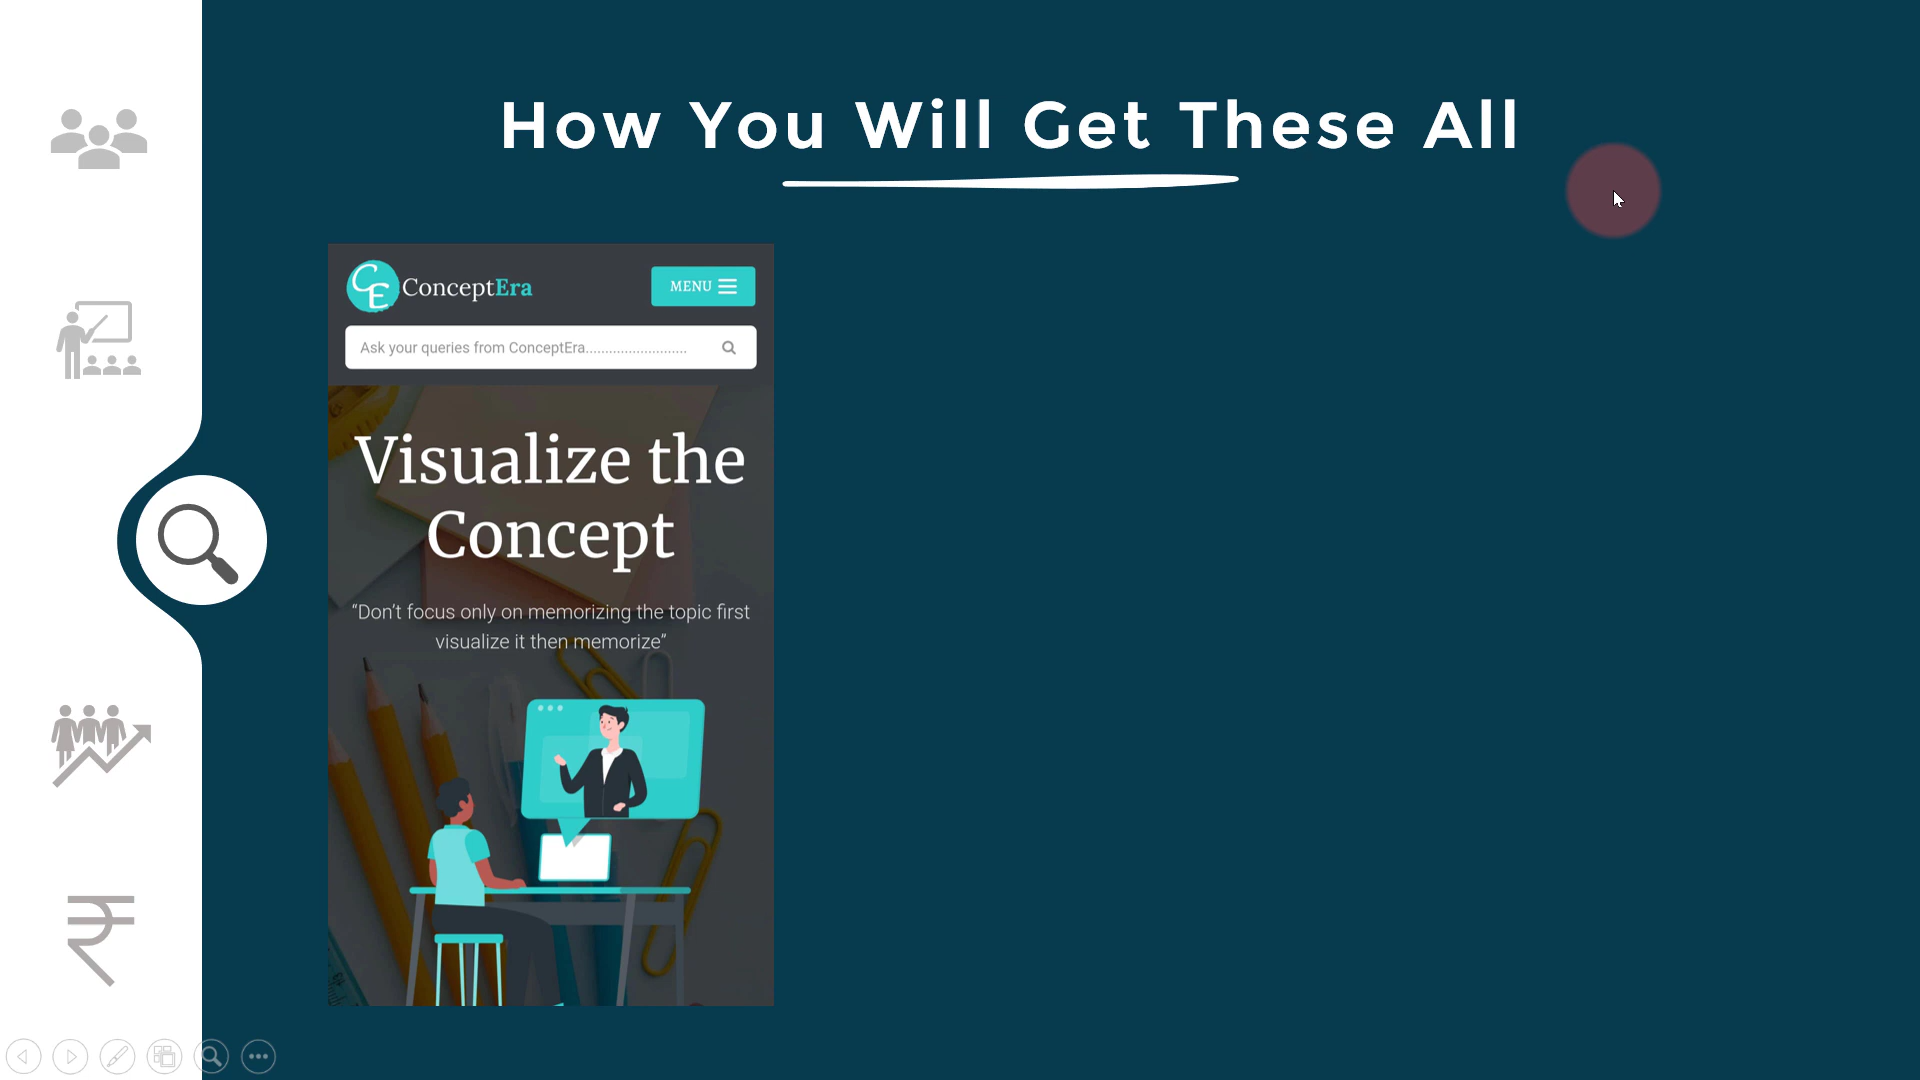 How You Will Get These All
CE ConceptEra
MENU
Ask your queries from ConceptEra..........................
Visualize the
Concept
“Don’t focus only on memorizing the topic first
visualize it then memorize”